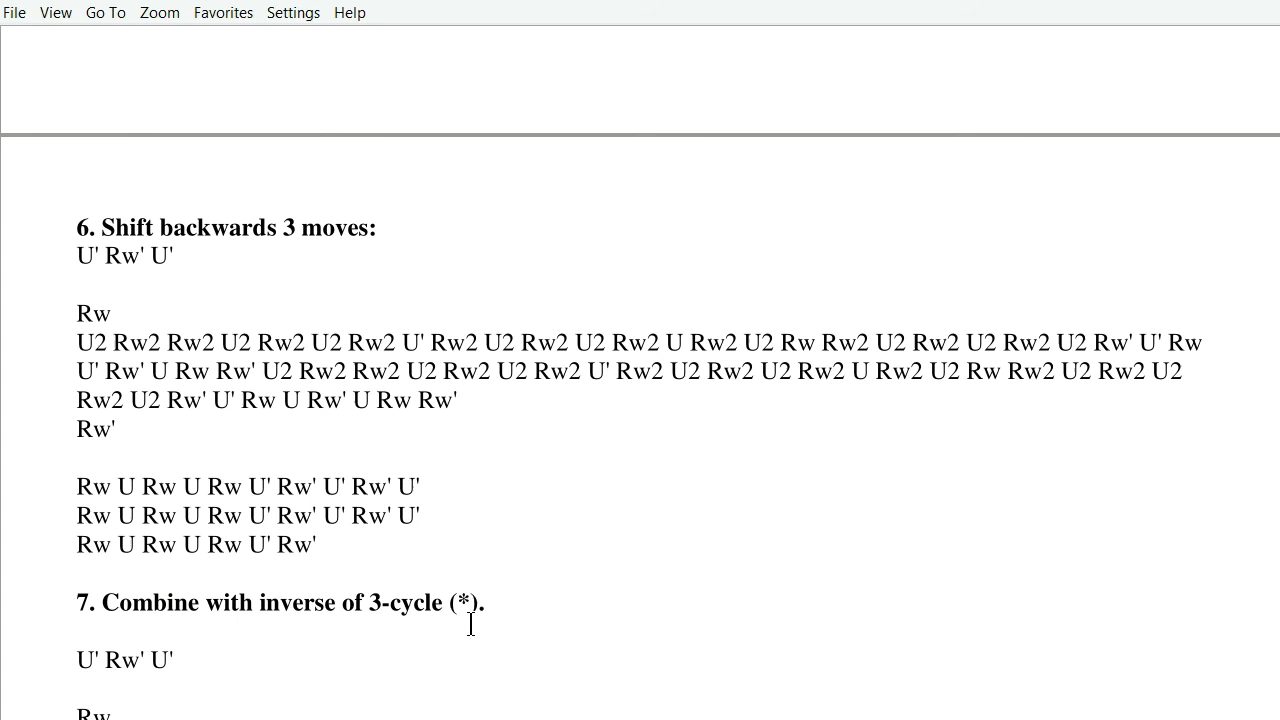 File View Go To Zoom Favorites Settings Help
6. Shift backwards 3 moves:
U' Rw' U'
Rw
U2 Rw2 Rw2 U2 Rw2 U2 Rw2 U' Rw2 U2 Rw2 U2 Rw2 U Rw2 U2 Rw Rw2 U2 Rw2 U2 Rw2 U2 Rw' U' Rw
U' Rw' U Rw Rw' U2 Rw2 Rw2 U2 Rw2 U2 Rw2 U' Rw2 U2 Rw2 U2 Rw2 U Rw2 U2 Rw Rw2 U2 Rw2 U2
Rw2 U2 Rw' U' Rw U Rw' U Rw Rw'
Rw'
Rw U Rw U Rw U' Rw' U' Rw' U'
Rw U Rw U Rw U' Rw' U' Rw' U'
Rw U Rw U Rw U' Rw'
7. Combine with inverse of 3-cycle (*).
U' Rw' U'
Rw